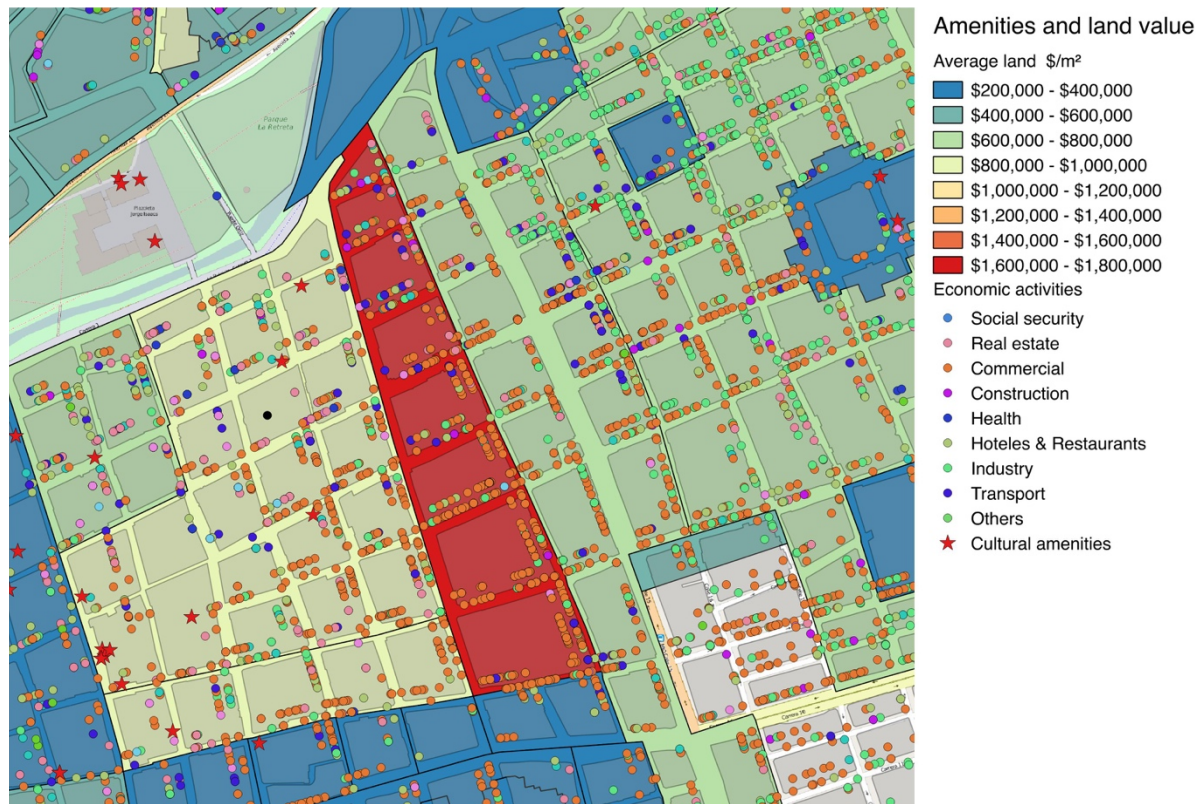 Amenities and land value
Average land $/m²
$200,000 - $400,000
$400,000 - $600,000
$600,000 - $800,000
$800,000 - $1,000,000
$1,000,000 - $1,200,000
$1,200,000 - $1,400,000
$1,400,000 - $1,600,000
$1,600,000 - $1,800,000
Economic activities
Social security
Real estate
Commercial
Construction
Health
Hoteles & Restaurants
Industry
Transport
Others
Cultural amenities
Parque
La Retreta
Carrera 1